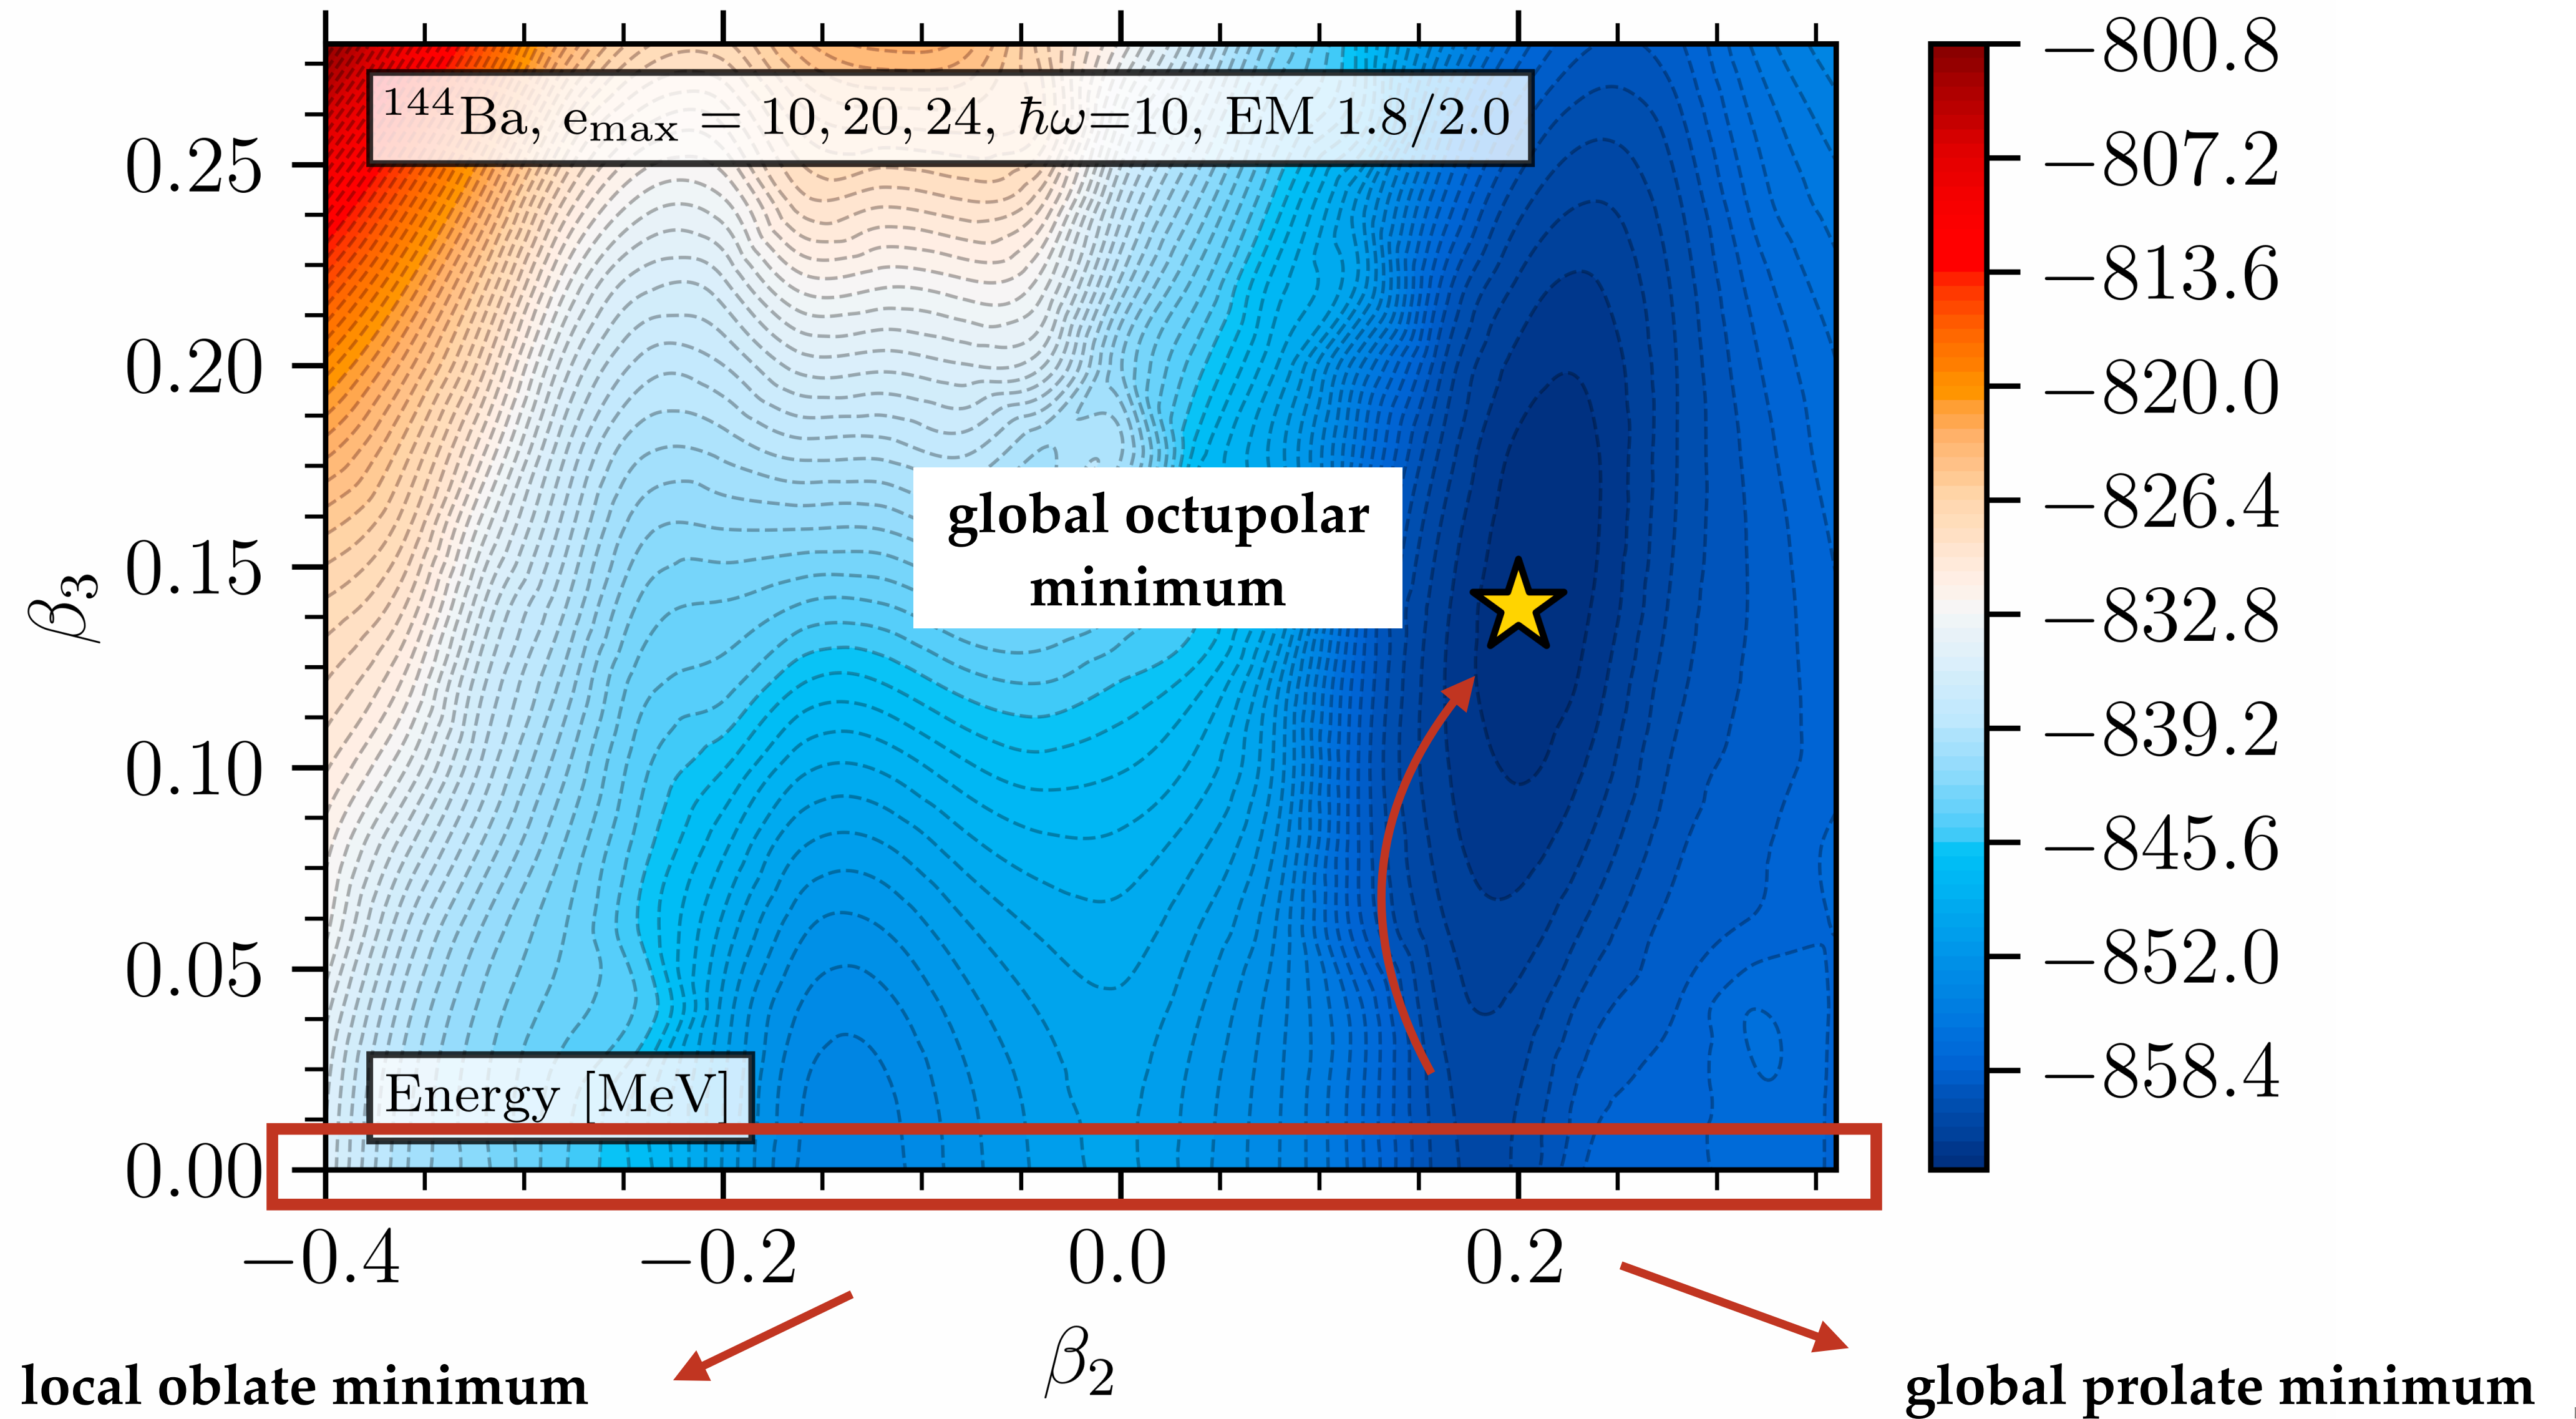 ¹⁴⁴Ba, eₘₐₓ = 10, 20, 24, ℏω=10, EM 1.8/2.0
0.25
0.20
0.15
0.10
0.05
0.00
β₃
global octupolar
minimum
Energy [MeV]
−0.4
−0.2
0.0
0.2
β₂
local oblate minimum
global prolate minimum
−800.8
−807.2
−813.6
−820.0
−826.4
−832.8
−839.2
−845.6
−852.0
−858.4